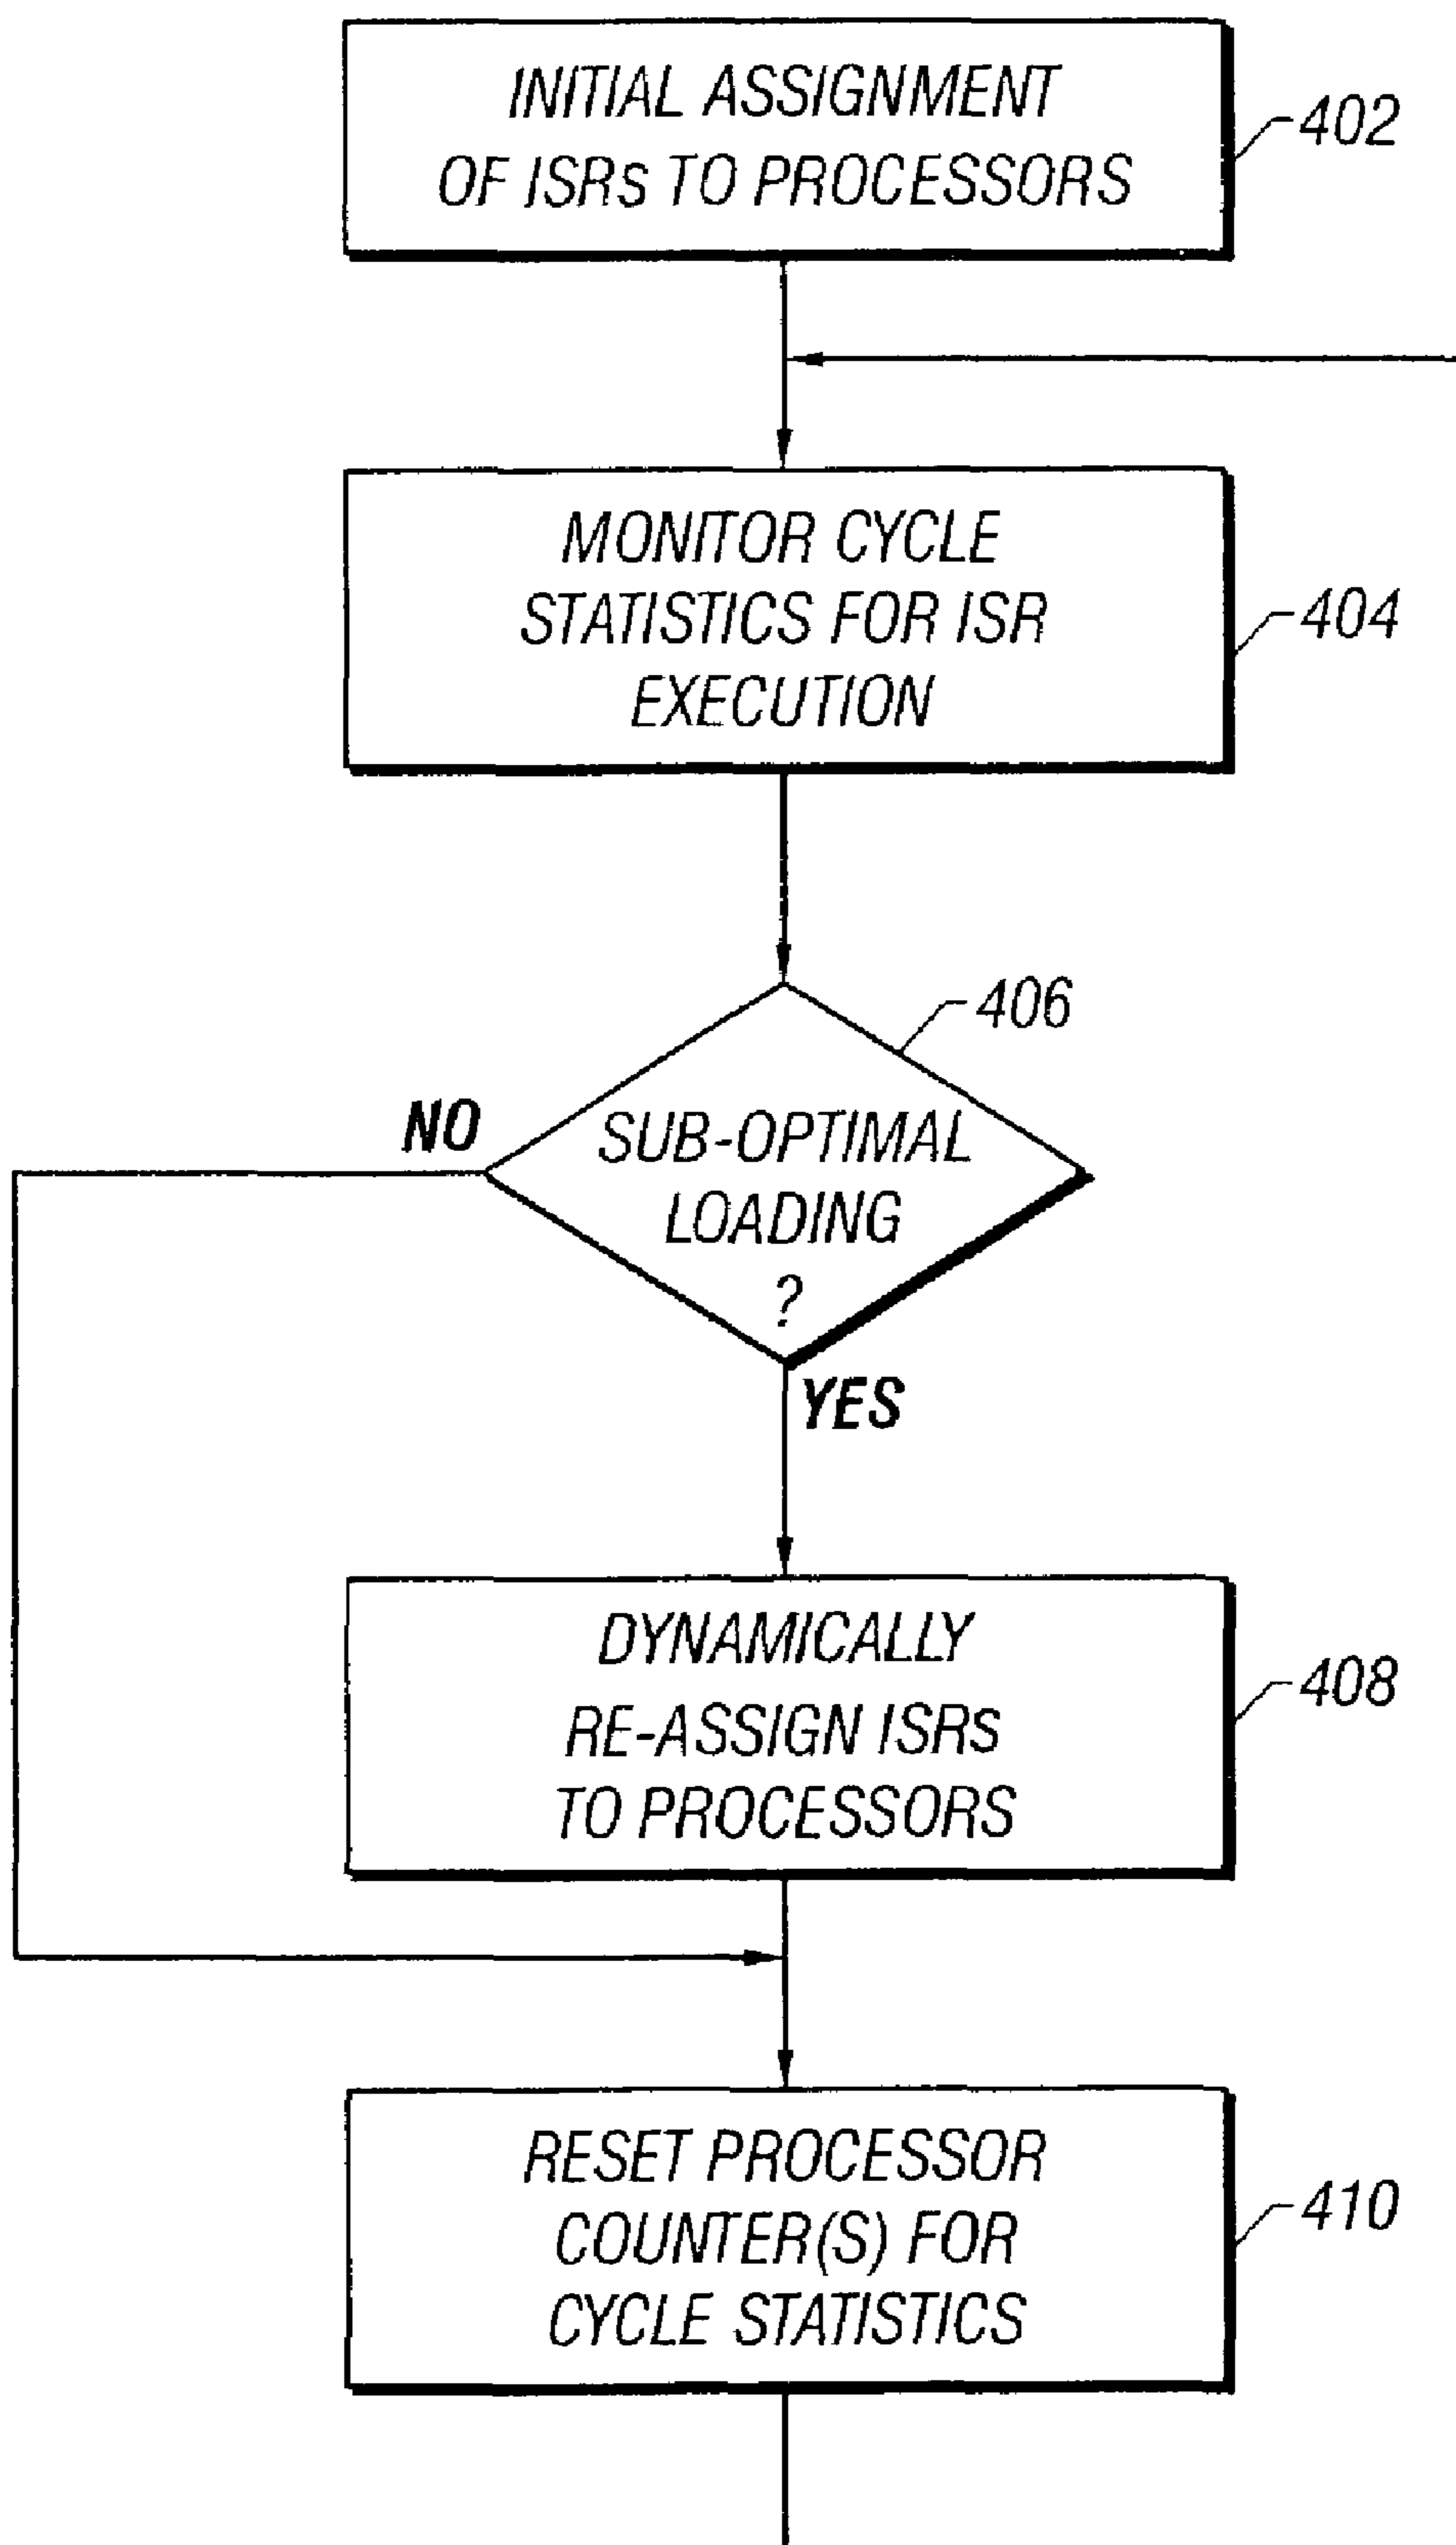 INITIAL ASSIGNMENT
OF ISRs TO PROCESSORS
402
MONITOR CYCLE
STATISTICS FOR ISR
EXECUTION
404
406
NO
SUB-OPTIMAL
LOADING
?
YES
DYNAMICALLY
RE-ASSIGN ISRs
TO PROCESSORS
408
RESET PROCESSOR
COUNTER(S) FOR
CYCLE STATISTICS
410